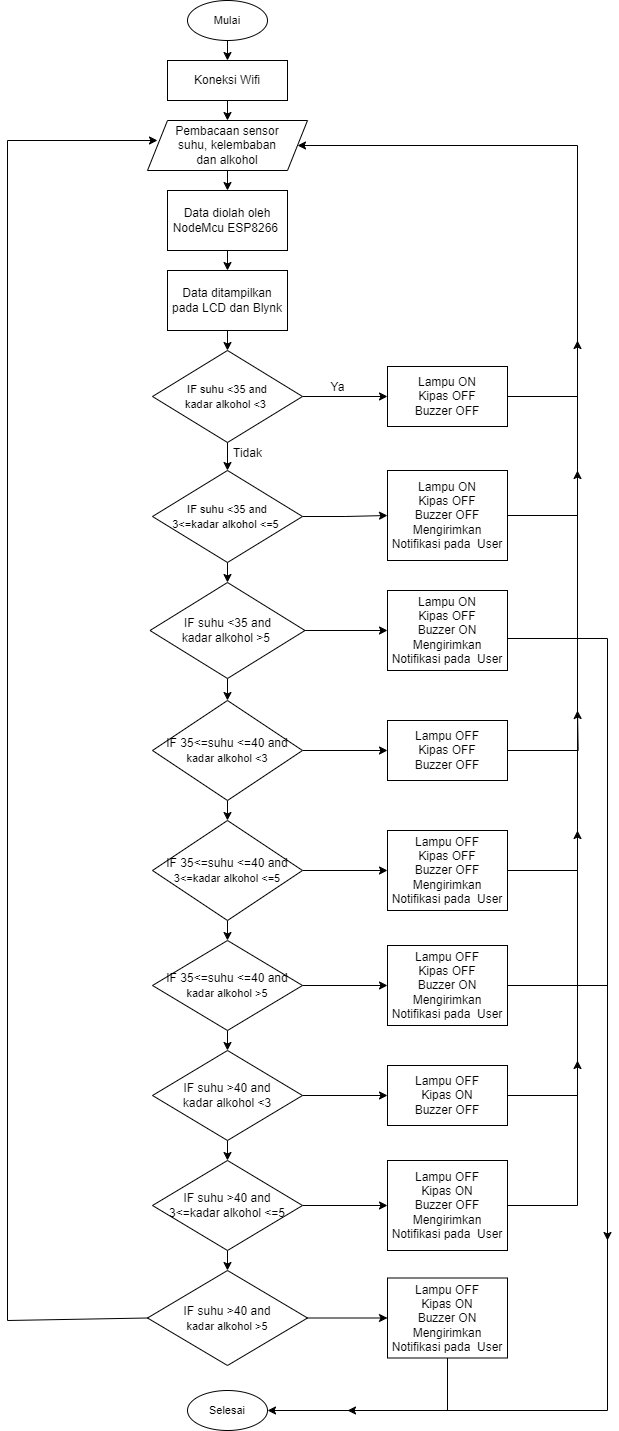 Mulai
Koneksi Wifi
Pembacaan sensor
suhu, kelembaban
dan alkohol
Data diolah oleh
NodeMcu ESP8266
Data ditampilkan
pada LCD dan Blynk
IF suhu <35 and
kadar alkohol <3
Ya
Lampu ON
Kipas OFF
Buzzer OFF
Tidak
IF suhu <35 and
3<=kadar alkohol <=5
Lampu ON
Kipas OFF
Buzzer OFF
Mengirimkan
Notifikasi pada User
IF suhu <35 and
kadar alkohol >5
Lampu ON
Kipas OFF
Buzzer ON
Mengirimkan
Notifikasi pada User
IF 35<=suhu <=40 and
kadar alkohol <3
Lampu OFF
Kipas OFF
Buzzer OFF
IF 35<=suhu <=40 and
3<=kadar alkohol <=5
Lampu OFF
Kipas OFF
Buzzer OFF
Mengirimkan
Notifikasi pada User
IF 35<=suhu <=40 and
kadar alkohol >5
Lampu OFF
Kipas OFF
Buzzer ON
Mengirimkan
Notifikasi pada User
IF suhu >40 and
kadar alkohol <3
Lampu OFF
Kipas ON
Buzzer OFF
IF suhu >40 and
3<=kadar alkohol <=5
Lampu OFF
Kipas ON
Buzzer OFF
Mengirimkan
Notifikasi pada User
IF suhu >40 and
kadar alkohol >5
Lampu OFF
Kipas ON
Buzzer ON
Mengirimkan
Notifikasi pada User
Selesai